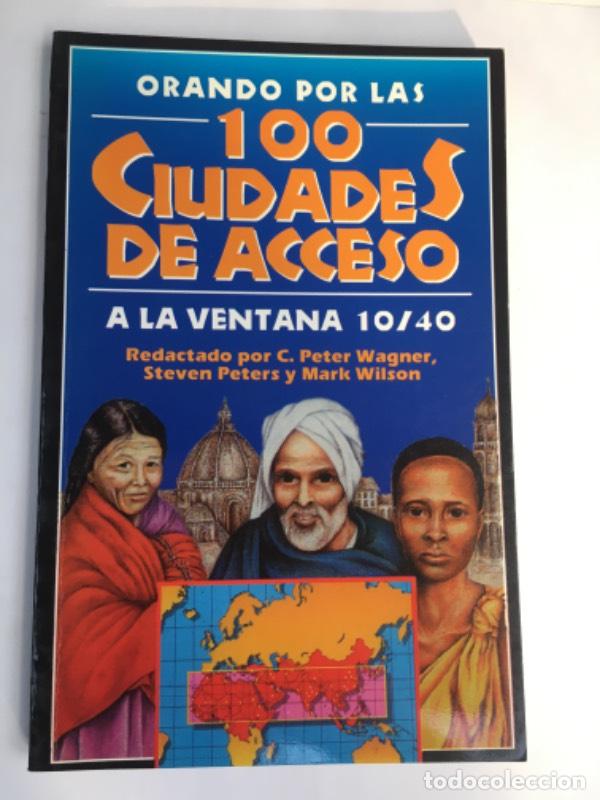 ORANDO POR LAS
100
CIUDADES
DE ACCESO
A LA VENTANA 10/40
Redactado por C. Peter Wagner,
Steven Peters y Mark Wilson
todocoleccion